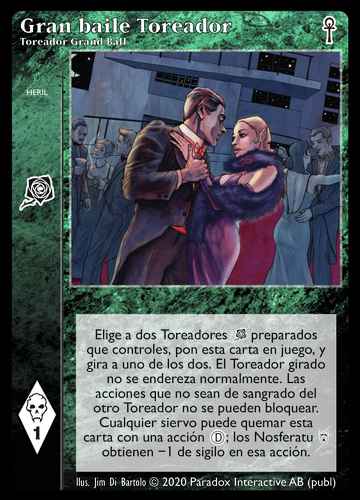 Gran baile Toreador
Toreador Grand Ball
HERIL
Elige a dos Toreadores preparados
que controles, pon esta carta en juego, y
gira a uno de los dos. El Toreador girado
no se endereza normalmente. Las
acciones que no sean de sangrado del
otro Toreador no se pueden bloquear.
Cualquier siervo puede quemar esta
carta con una acción Ⓓ; los Nosferatu
obtienen −1 de sigilo en esa acción.
1
Ilus. Jim Di Bartolo © 2020 Paradox Interactive AB (publ)